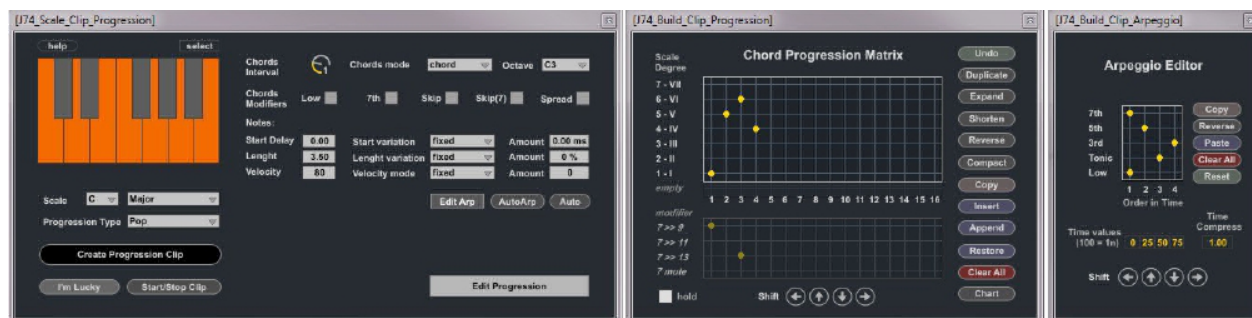 [J74_Scale_Clip_Progression]
help select
Chords Interval 1 Chords mode chord Octave C3
Chords Modifiers Low 7th Skip Skip(7) Spread
Notes:
Start Delay 0.00 Start variation fixed Amount 0.00 ms
Lenght 3.50 Lenght variation fixed Amount 0 %
Velocity 80 Velocity mode fixed Amount 0
Scale C Major
Edit Arp AutoArp Auto
Progression Type Pop
Create Progression Clip
I'm Lucky Start/Stop Clip
Edit Progression
[J74_Build_Clip_Progression]
Scale Degree
Chord Progression Matrix
7 - VII
6 - VI
5 - V
4 - IV
3 - III
2 - II
1 - I
empty
1 2 3 4 5 6 7 8 9 10 11 12 13 14 15 16
modifier
7 >> 9
7 >> 11
7 >> 13
7 mute
hold
Shift
Undo
Duplicate
Expand
Shorten
Reverse
Compact
Copy
Insert
Append
Restore
Clear All
Chart
[J74_Build_Clip_Arpeggio]
Arpeggio Editor
7th
5th
3rd
Tonic
Low
1 2 3 4
Order in Time
Copy
Reverse
Paste
Clear All
Reset
Time values (100 = 1n) 0 25 50 75
Time Compress
1.00
Shift